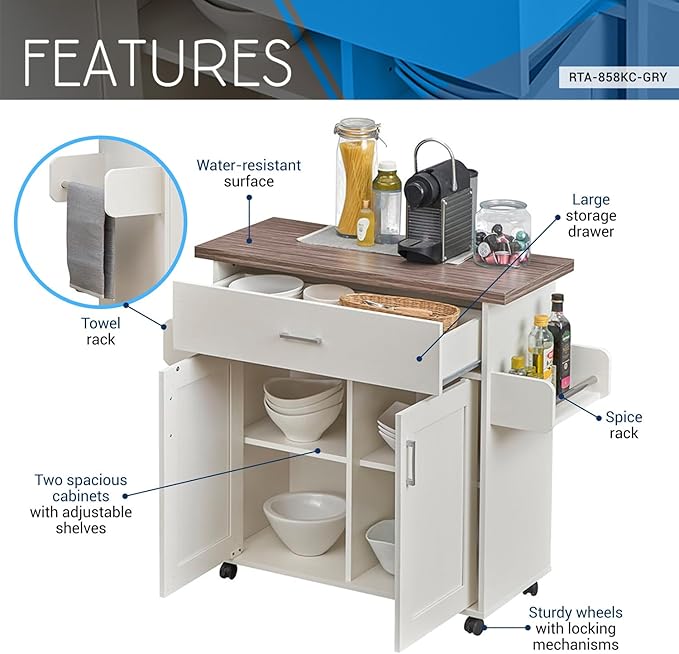 FEATURES
RTA-858KC-GRY
Water-resistant
surface
Large
storage
drawer
Towel
rack
Spice
rack
Two spacious
cabinets
with adjustable
shelves
Sturdy wheels
with locking
mechanisms